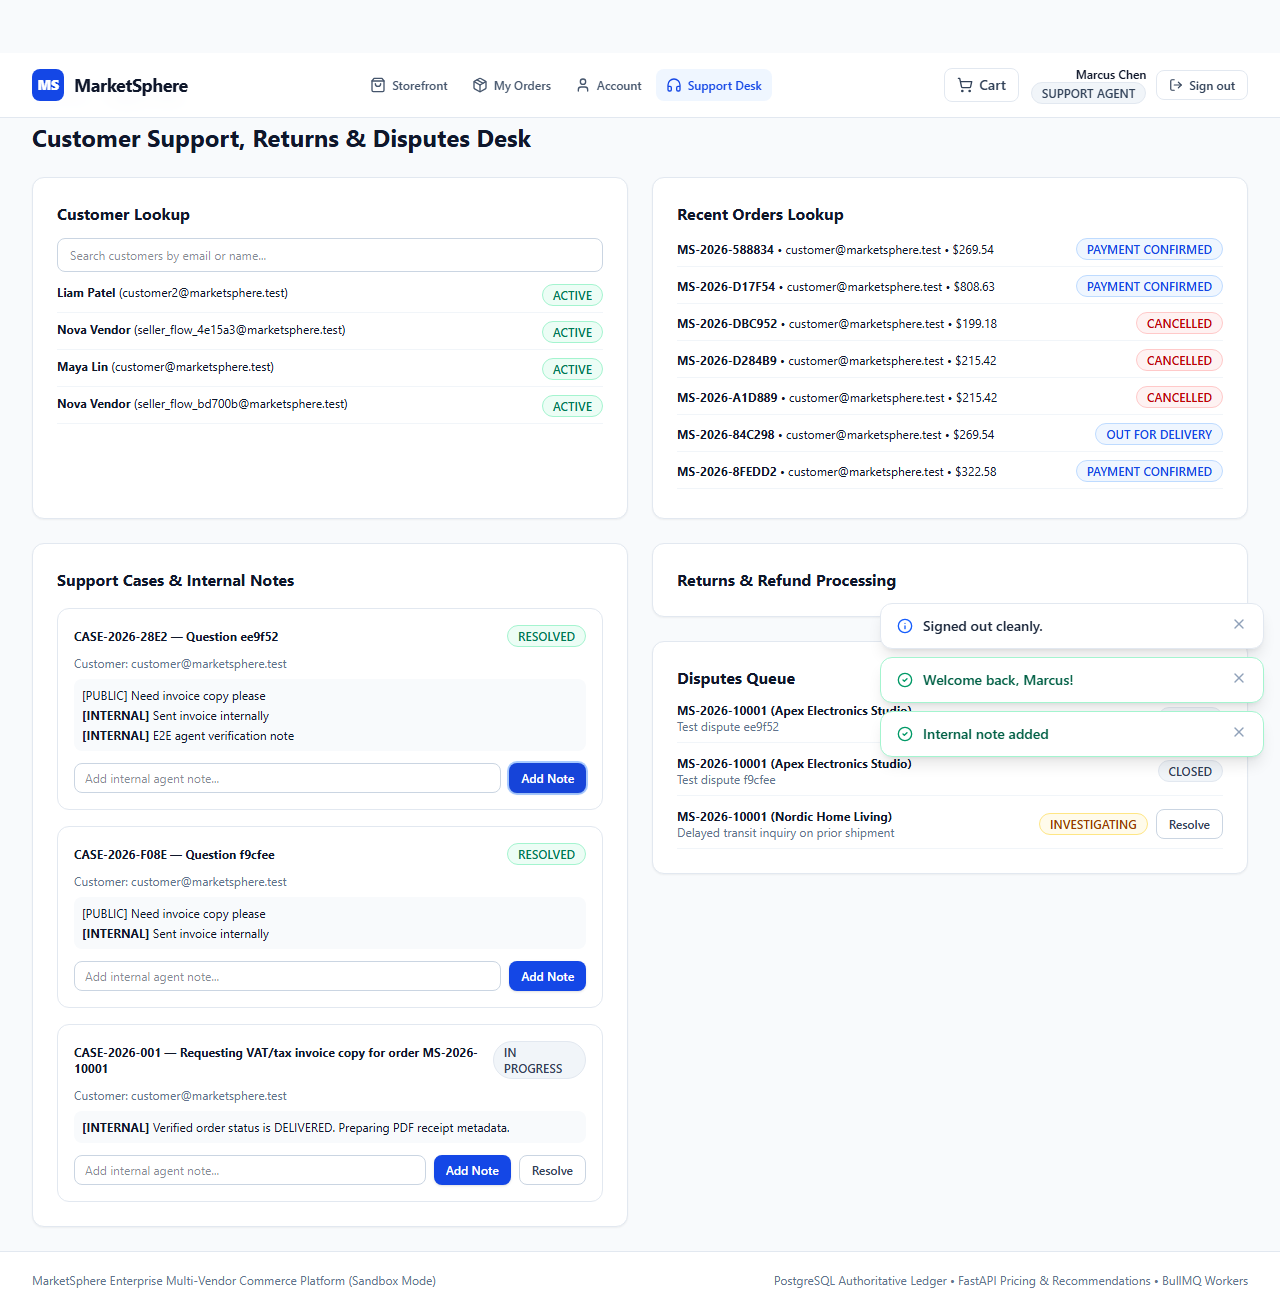 MS MarketSphere
Storefront
My Orders
Account
Support Desk
Cart
Marcus Chen
SUPPORT AGENT
Sign out
Customer Support, Returns & Disputes Desk
Customer Lookup
Search customers by email or name...
Liam Patel (customer2@marketsphere.test) ACTIVE
Nova Vendor (seller_flow_4e15a3@marketsphere.test) ACTIVE
Maya Lin (customer@marketsphere.test) ACTIVE
Nova Vendor (seller_flow_bd700b@marketsphere.test) ACTIVE
Recent Orders Lookup
MS-2026-588834 • customer@marketsphere.test • $269.54 PAYMENT CONFIRMED
MS-2026-D17F54 • customer@marketsphere.test • $808.63 PAYMENT CONFIRMED
MS-2026-DBC952 • customer@marketsphere.test • $199.18 CANCELLED
MS-2026-D284B9 • customer@marketsphere.test • $215.42 CANCELLED
MS-2026-A1D889 • customer@marketsphere.test • $215.42 CANCELLED
MS-2026-84C298 • customer@marketsphere.test • $269.54 OUT FOR DELIVERY
MS-2026-8FEDD2 • customer@marketsphere.test • $322.58 PAYMENT CONFIRMED
Support Cases & Internal Notes
CASE-2026-28E2 — Question ee9f52 RESOLVED
Customer: customer@marketsphere.test
[PUBLIC] Need invoice copy please
[INTERNAL] Sent invoice internally
[INTERNAL] E2E agent verification note
Add internal agent note... Add Note
CASE-2026-F08E — Question f9cfee RESOLVED
Customer: customer@marketsphere.test
[PUBLIC] Need invoice copy please
[INTERNAL] Sent invoice internally
Add internal agent note... Add Note
CASE-2026-001 — Requesting VAT/tax invoice copy for order MS-2026-
10001
IN
PROGRESS
Customer: customer@marketsphere.test
[INTERNAL] Verified order status is DELIVERED. Preparing PDF receipt metadata.
Add internal agent note... Add Note Resolve
Returns & Refund Processing
Signed out cleanly.
Welcome back, Marcus!
Internal note added
Disputes Queue
MS-2026-10001 (Apex Electronics Studio)
Test dispute ee9f52
MS-2026-10001 (Apex Electronics Studio)
Test dispute f9cfee
CLOSED
MS-2026-10001 (Nordic Home Living)
Delayed transit inquiry on prior shipment
INVESTIGATING Resolve
MarketSphere Enterprise Multi-Vendor Commerce Platform (Sandbox Mode)
PostgreSQL Authoritative Ledger • FastAPI Pricing & Recommendations • BullMQ Workers